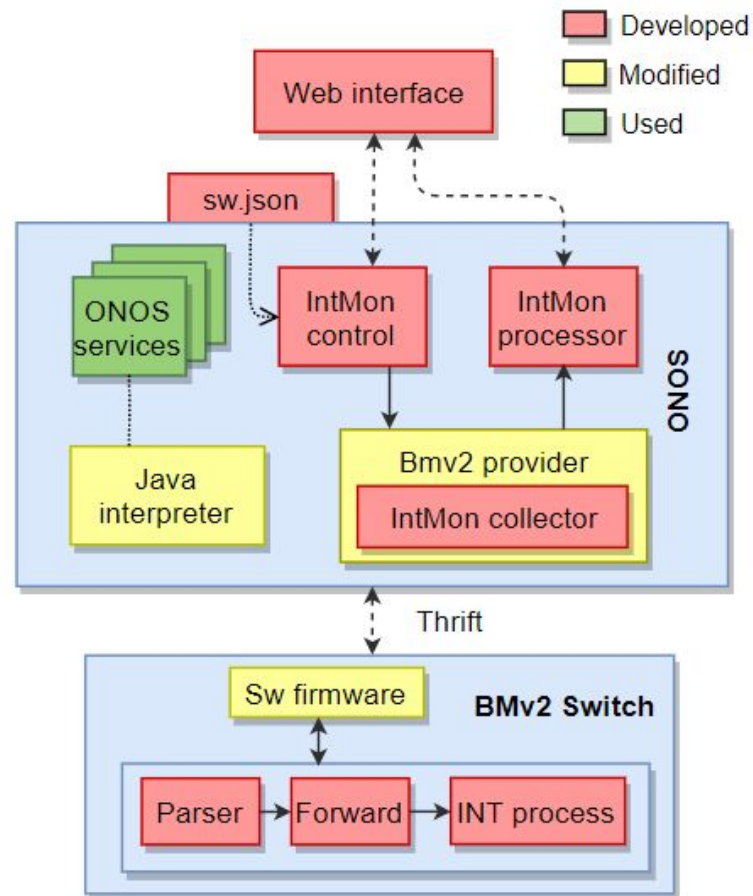 Developed
Modified
Used
Web interface
sw.json
ONOS
services
IntMon
control
IntMon
processor
ONOS
Java
interpreter
Bmv2 provider
IntMon collector
Thrift
Sw firmware
BMv2 Switch
Parser
Forward
INT process